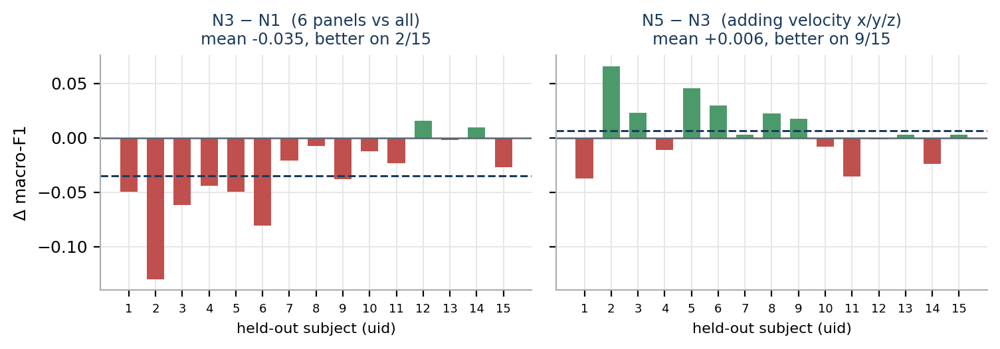 N3 − N1  (6 panels vs all)
mean -0.035, better on 2/15
N5 − N3  (adding velocity x/y/z)
mean +0.006, better on 9/15
Δ macro-F1
0.05
0.00
−0.05
−0.10
1 2 3 4 5 6 7 8 9 10 11 12 13 14 15
held-out subject (uid)
1 2 3 4 5 6 7 8 9 10 11 12 13 14 15
held-out subject (uid)